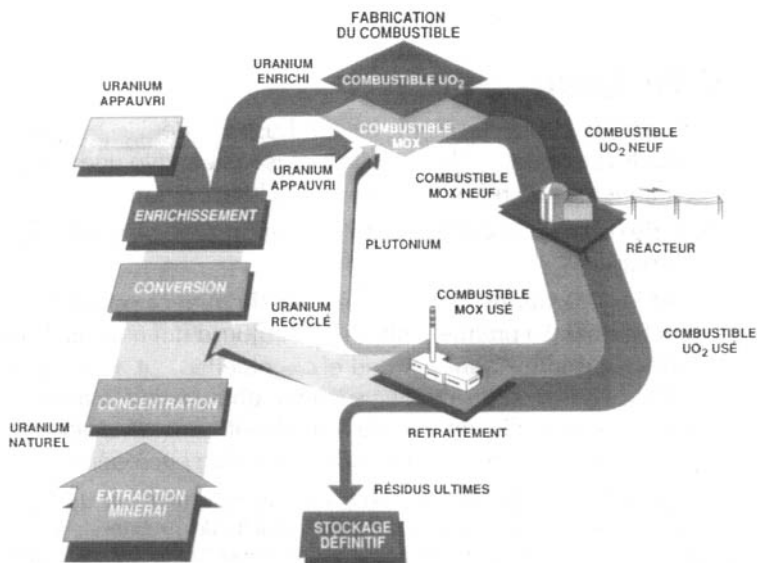 FABRICATION
DU COMBUSTIBLE
URANIUM
ENRICHI
COMBUSTIBLE UO2
URANIUM
APPAUVRI
COMBUSTIBLE
MOX
COMBUSTIBLE
UO2 NEUF
URANIUM
APPAUVRI
COMBUSTIBLE
MOX NEUF
ENRICHISSEMENT
PLUTONIUM
RÉACTEUR
CONVERSION
URANIUM
RECYCLÉ
COMBUSTIBLE
MOX USÉ
COMBUSTIBLE
UO2 USÉ
CONCENTRATION
URANIUM
NATUREL
RETRAITEMENT
EXTRACTION
MINERAI
RÉSIDUS ULTIMES
STOCKAGE
DÉFINITIF